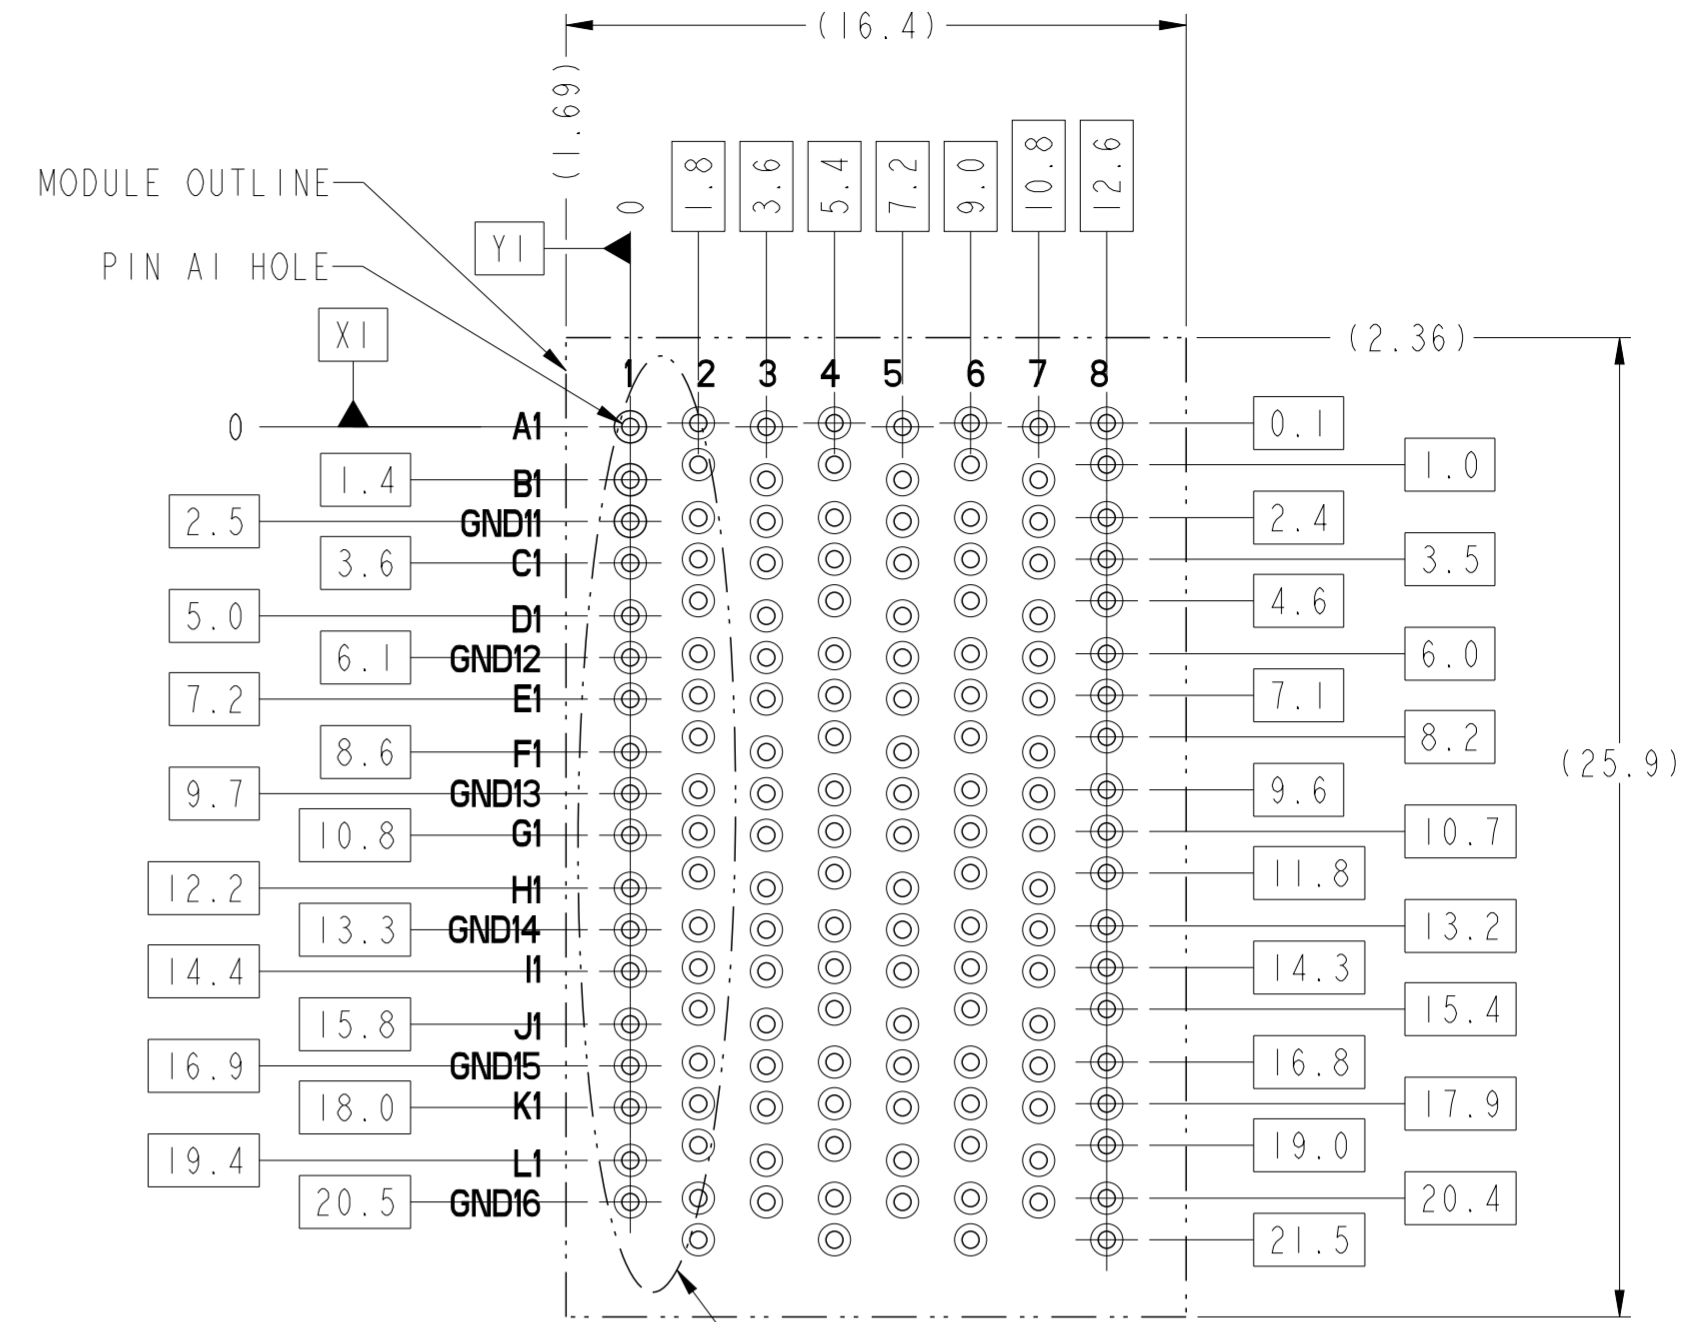 (16.4)
(1.69)
MODULE OUTLINE
PIN A1 HOLE
Y1
0
1.8
3.6
5.4
7.2
9.0
10.8
12.6
X1
(2.36)
1 2 3 4 5 6 7 8
0 A1 0.1
1.0
1.4 B1
2.5 GND11 2.4
3.6 C1 3.5
4.6
5.0 D1
6.1 GND12 6.0
7.2 E1 7.1
8.2
8.6 F1
(25.9)
9.7 GND13 9.6
10.8 G1 10.7
11.8
12.2 H1
13.3 GND14 13.2
14.4 I1 14.3
15.4
15.8 J1
16.9 GND15 16.8
18.0 K1 17.9
19.0
19.4 L1
20.5 GND16 20.4
21.5